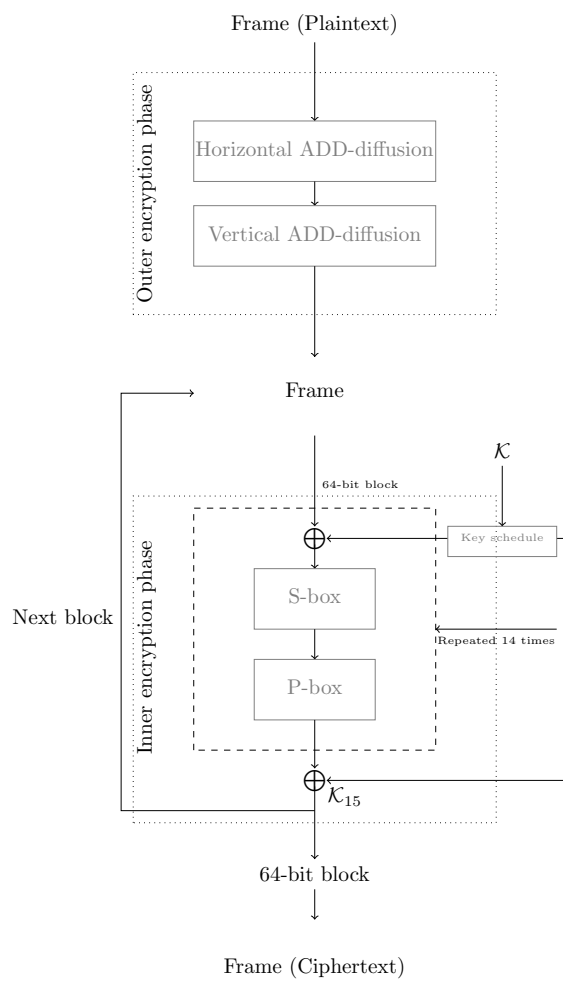 Frame (Plaintext)
Outer encryption phase
Horizontal ADD-diffusion
Vertical ADD-diffusion
Frame
𝒦
64-bit block
Key schedule
Inner encryption phase
S-box
Next block
Repeated 14 times
P-box
𝒦₁₅
64-bit block
Frame (Ciphertext)